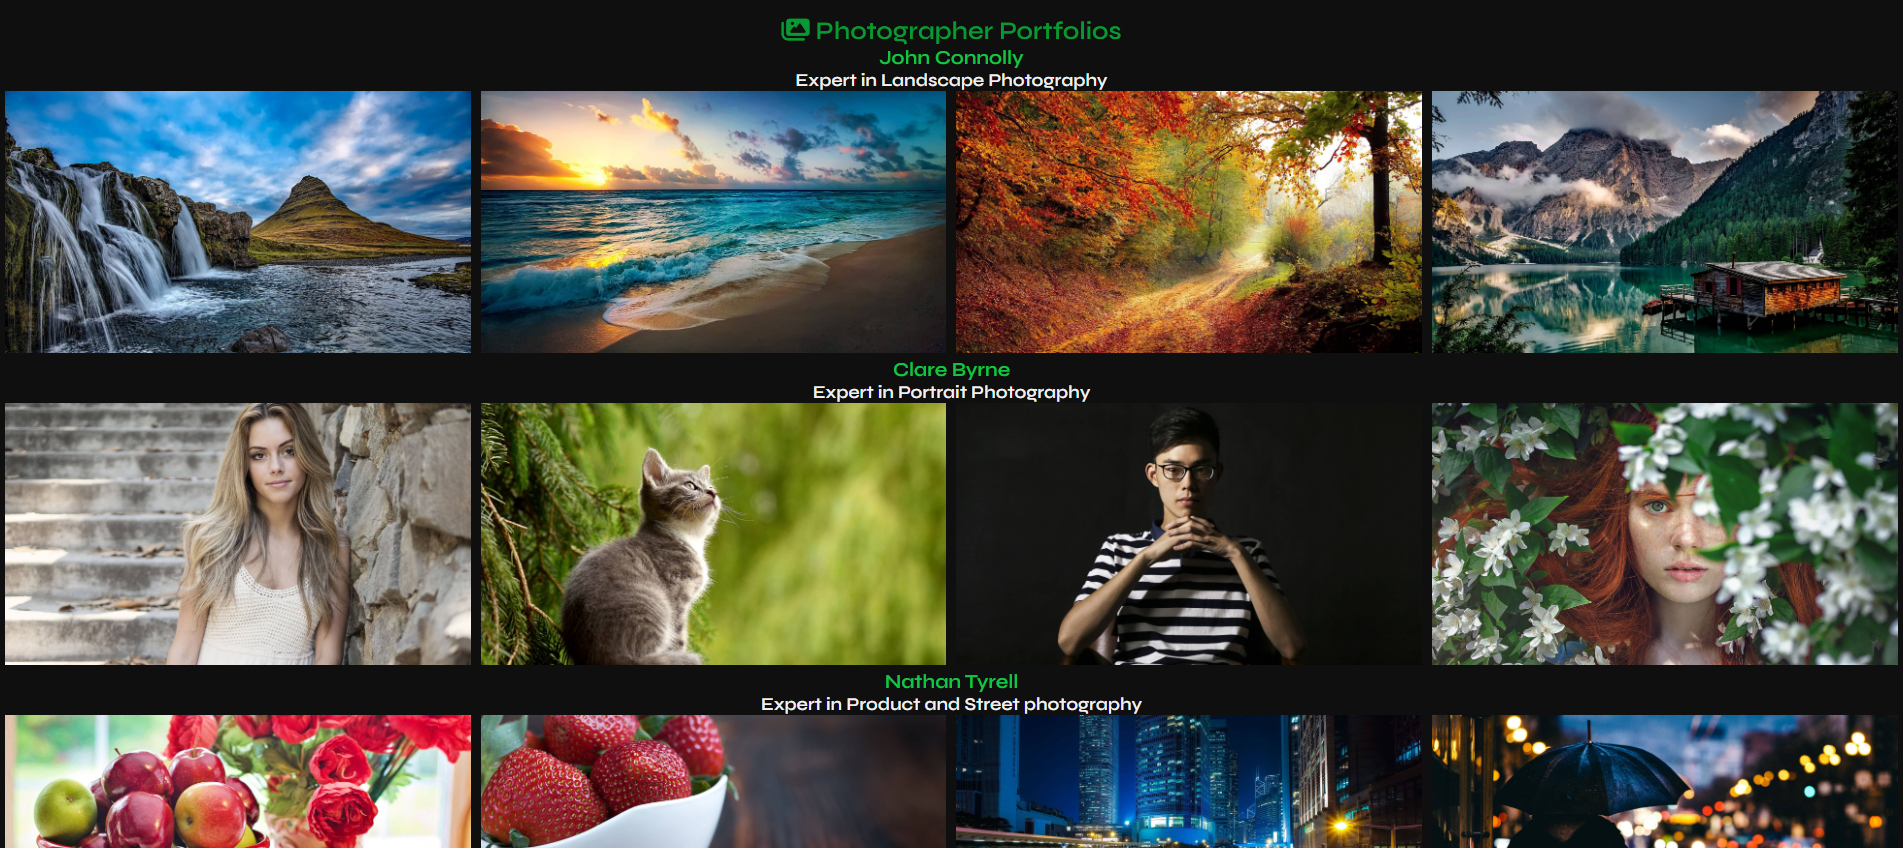 Photographer Portfolios
John Connolly
Expert in Landscape Photography
Clare Byrne
Expert in Portrait Photography
Nathan Tyrell
Expert in Product and Street photography